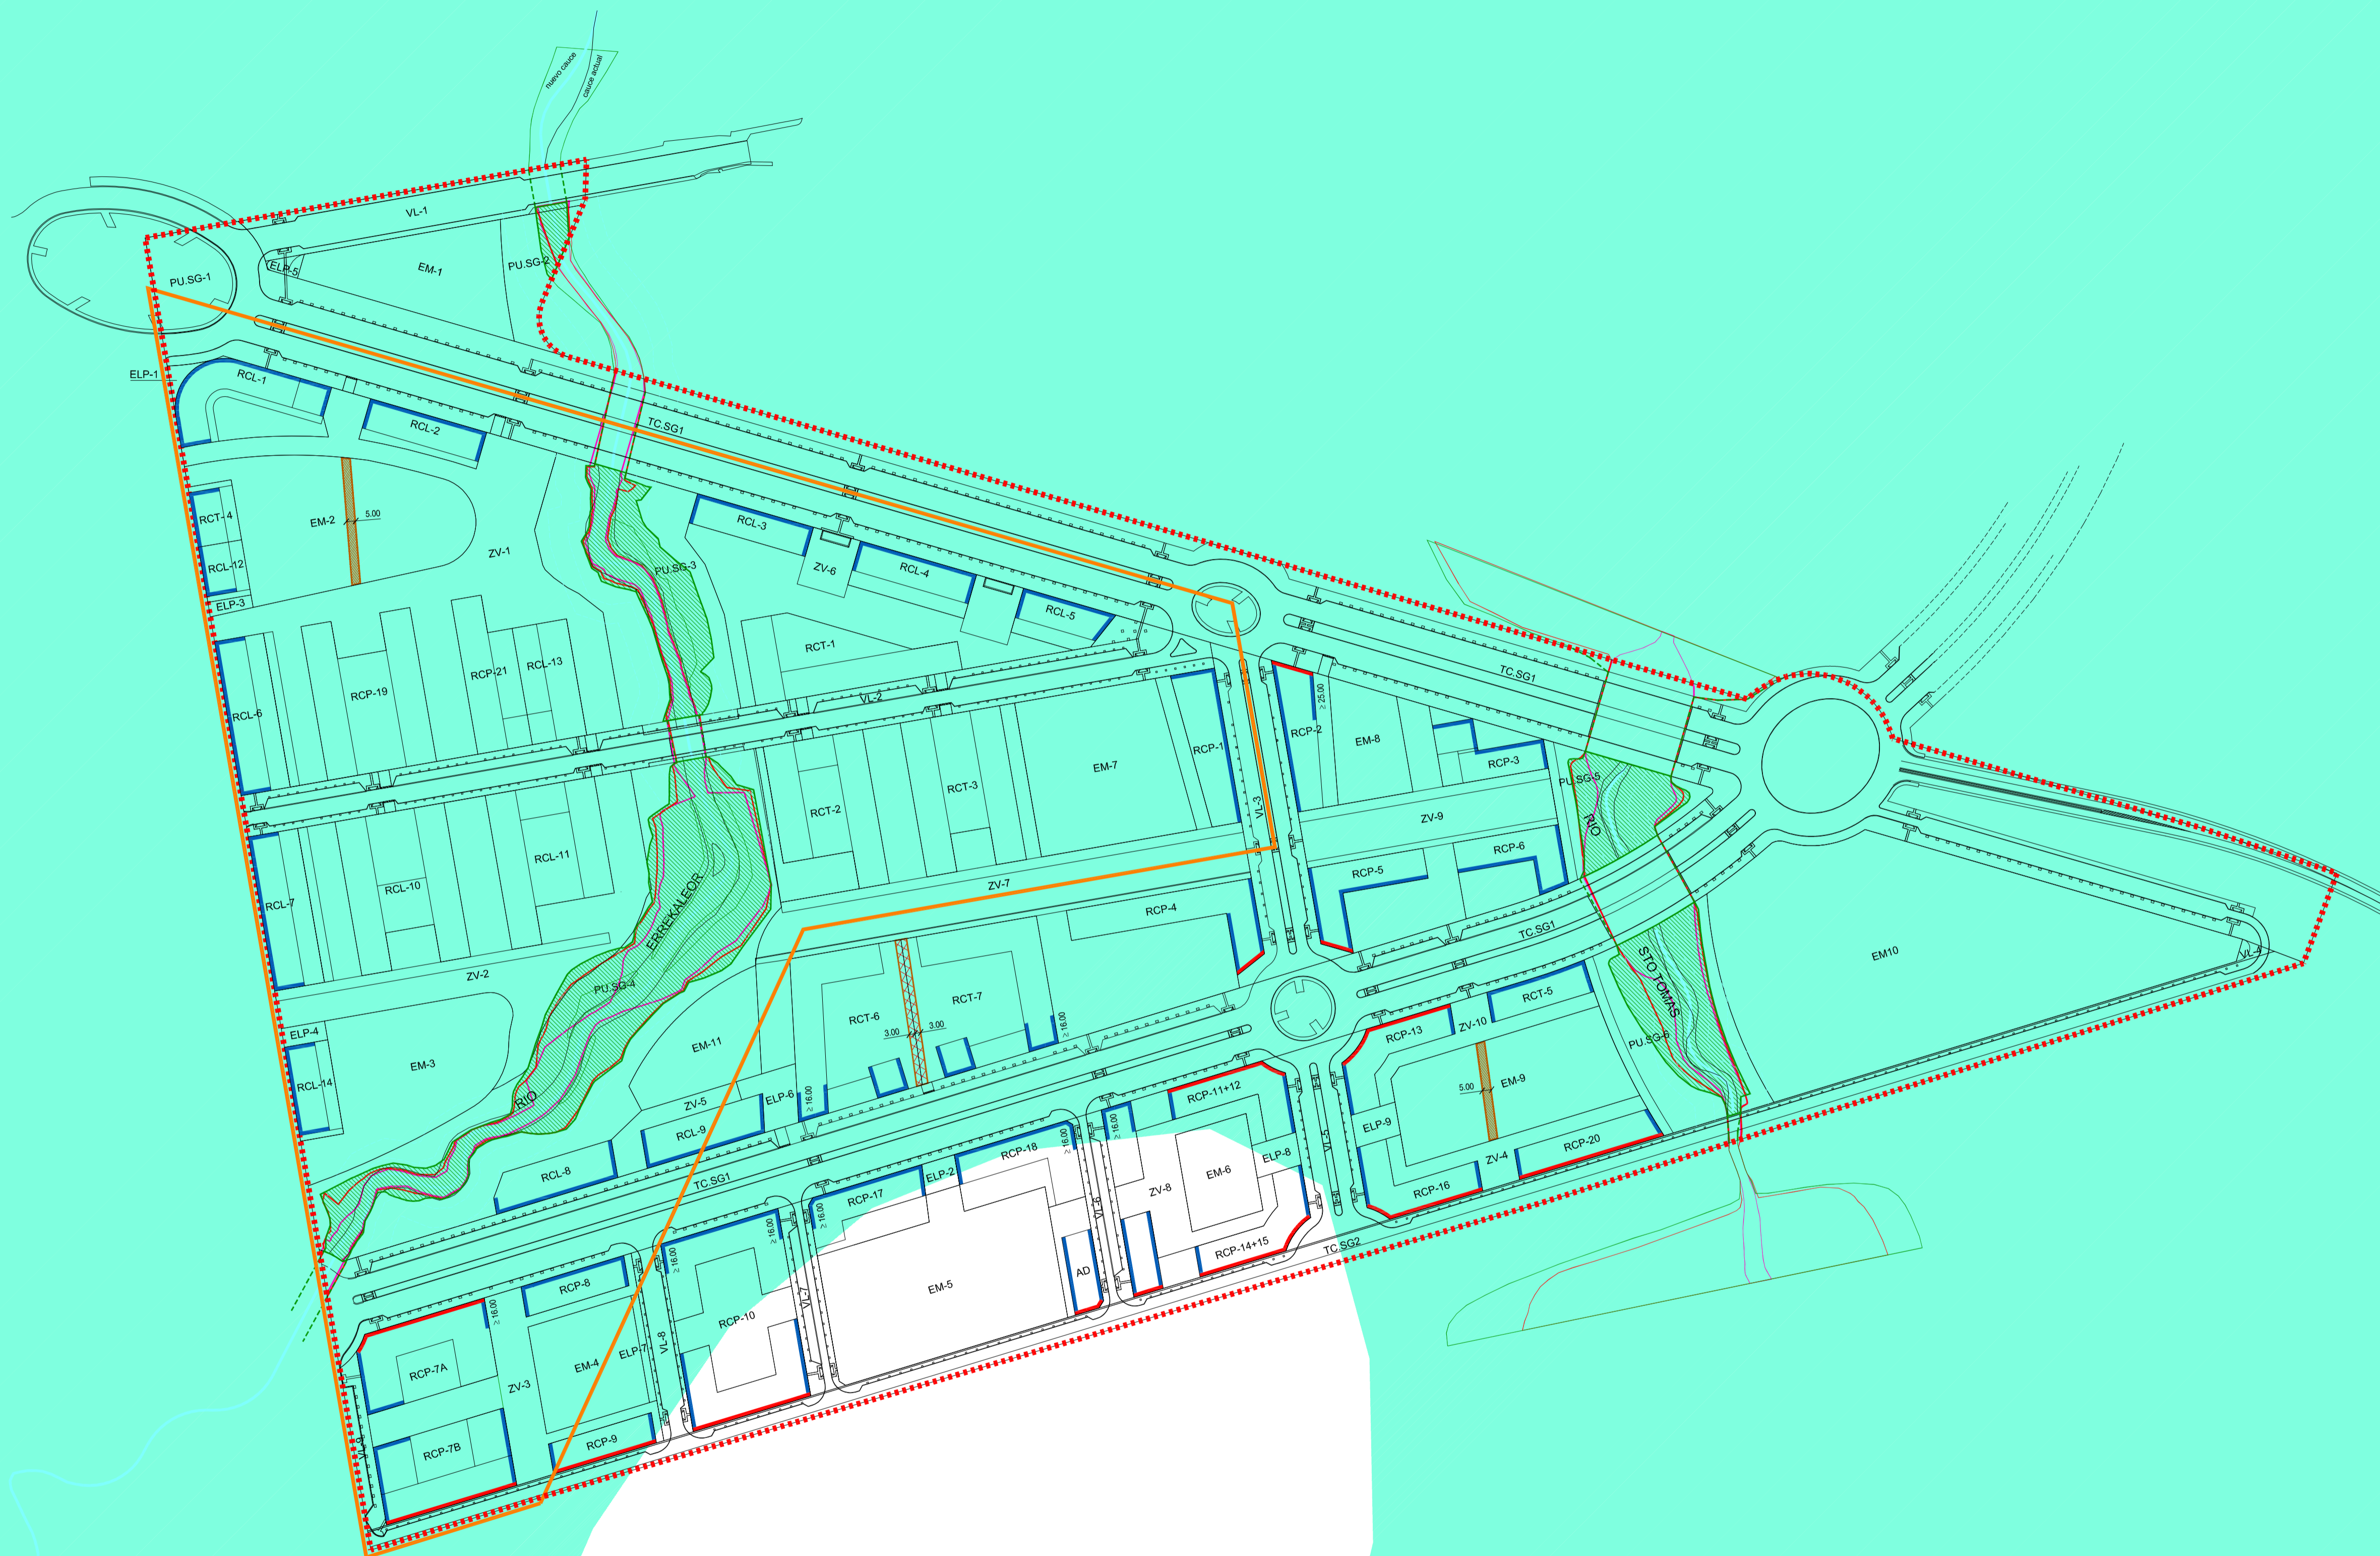 nuevo cauce
cauce actual
VL-1
PU.SG-1
ELP-5
EM-1
PU.SG-2
ELP-1
RCL-1
RCL-2
TC.SG1
RCT- 4
EM-2
5.00
RCL-12
ELP-3
ZV-1
PU.SG-3
RCL-3
ZV-6
RCL-4
RCL-5
RCT-1
RCP-21
RCL-13
RCP-19
RCL-6
VL-2
TC.SG1
RCP-2
≥ 25.00
EM-8
RCP-3
RCP-1
EM-7
RCT-3
RCT-2
VL-3
ZV-9
PU.SG-5
RIO
RCP-5
RCP-6
RCL-11
RCL-10
RCL-7
ERREKALEOR
ZV-7
RCP-4
TC.SG1
EM10
VL-4
ZV-2
PU.SG-4
RCT-6
RCT-7
3.00
3.00
≥ 16.00
RCT-5
STO TOMAS
ZV-10
RCP-13
PU.SG-6
ELP-4
EM-3
RCL-14
RIO
EM-11
ZV-5
ELP-6
≥ 16.00
RCL-9
RCL-8
TC.SG1
RCP-11+12
≥ 16.00
5.00
EM-9
ELP-9
VL-5
RCP-20
ZV-4
RCP-16
RCP-18
≥ 16.00
ELP-2
RCP-17
≥ 16.00
EM-6
ELP-8
ZV-8
VL-6
RCP-14+15
TC.SG2
AD
EM-5
≥ 16.00
≥ 16.00
RCP-10
VL-7
RCP-8
≥ 16.00
ELP-7
VL-8
EM-4
RCP-7A
ZV-3
RCP-9
RCP-7B
VL-9